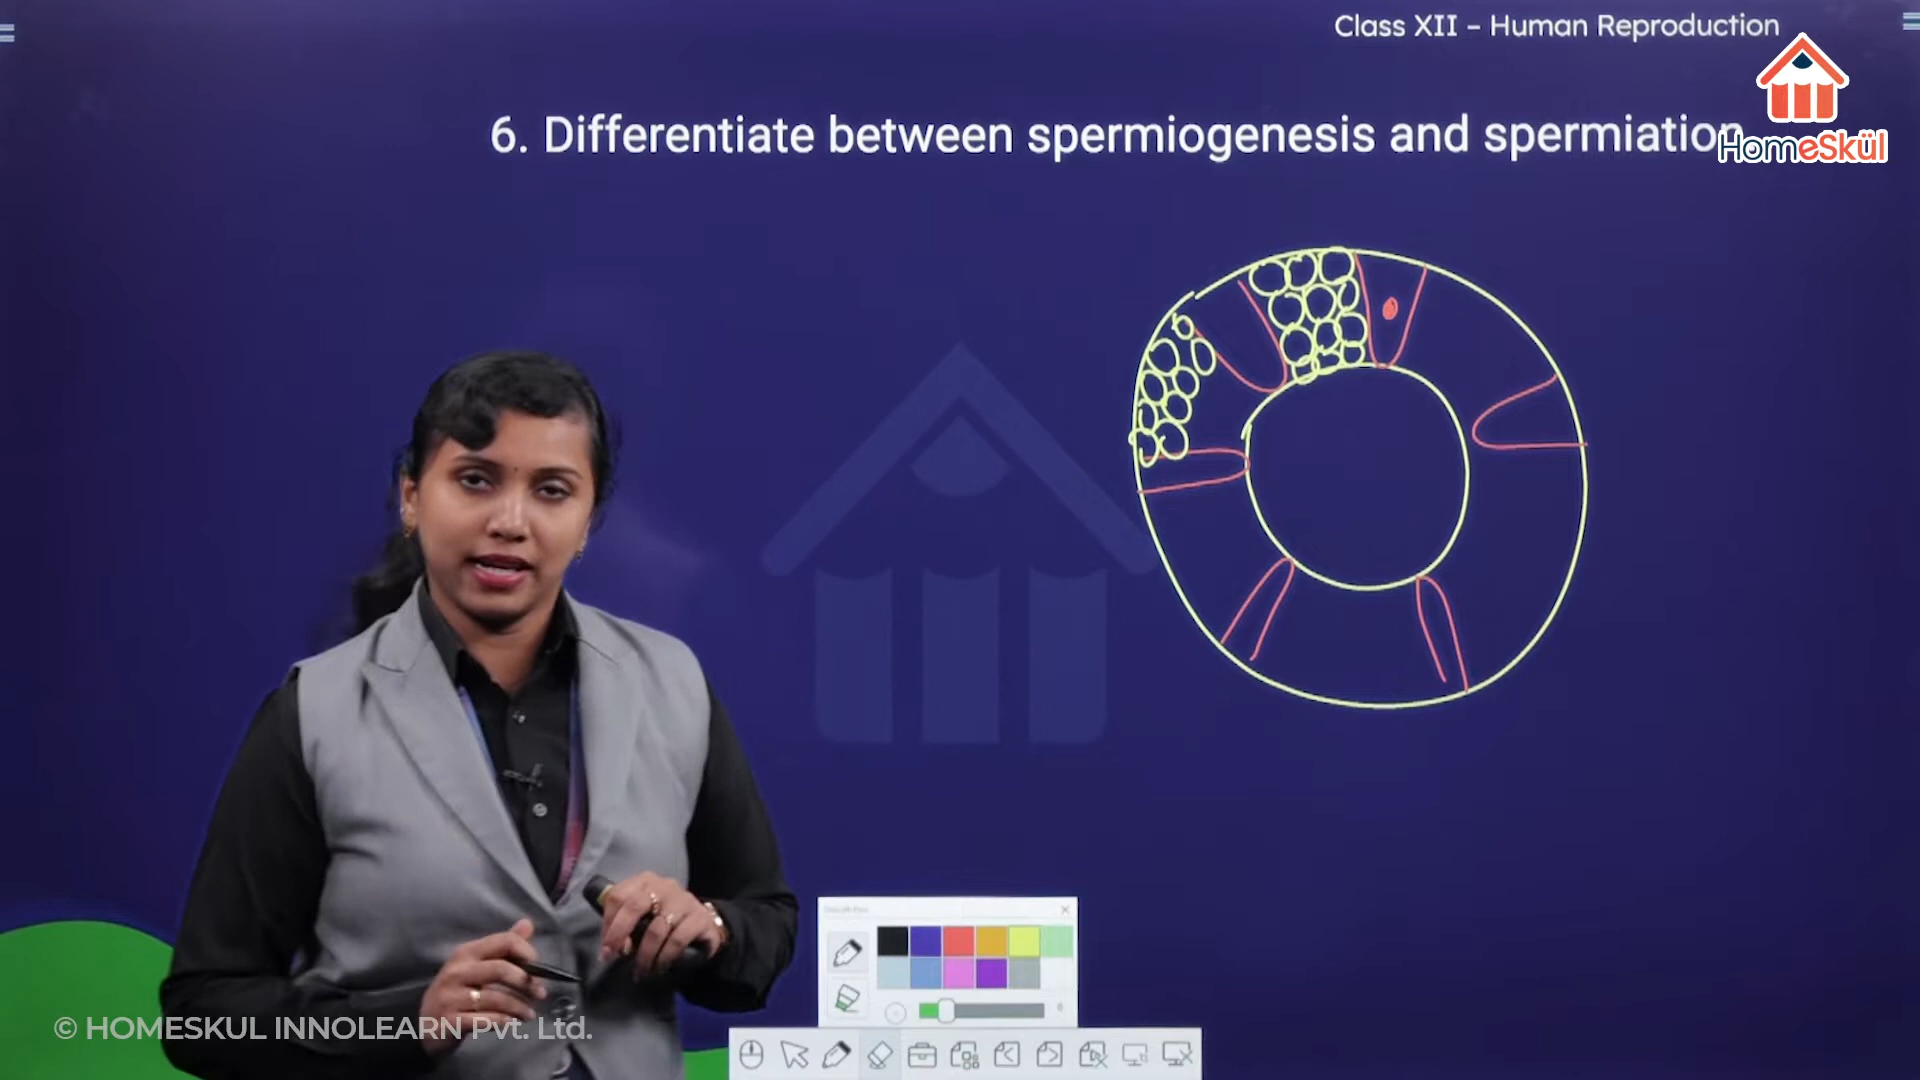 Class XII – Human Reproduction
6. Differentiate between spermiogenesis and spermiation
HomeSkül
© HOMESKUL INNOLEARN Pvt. Ltd.